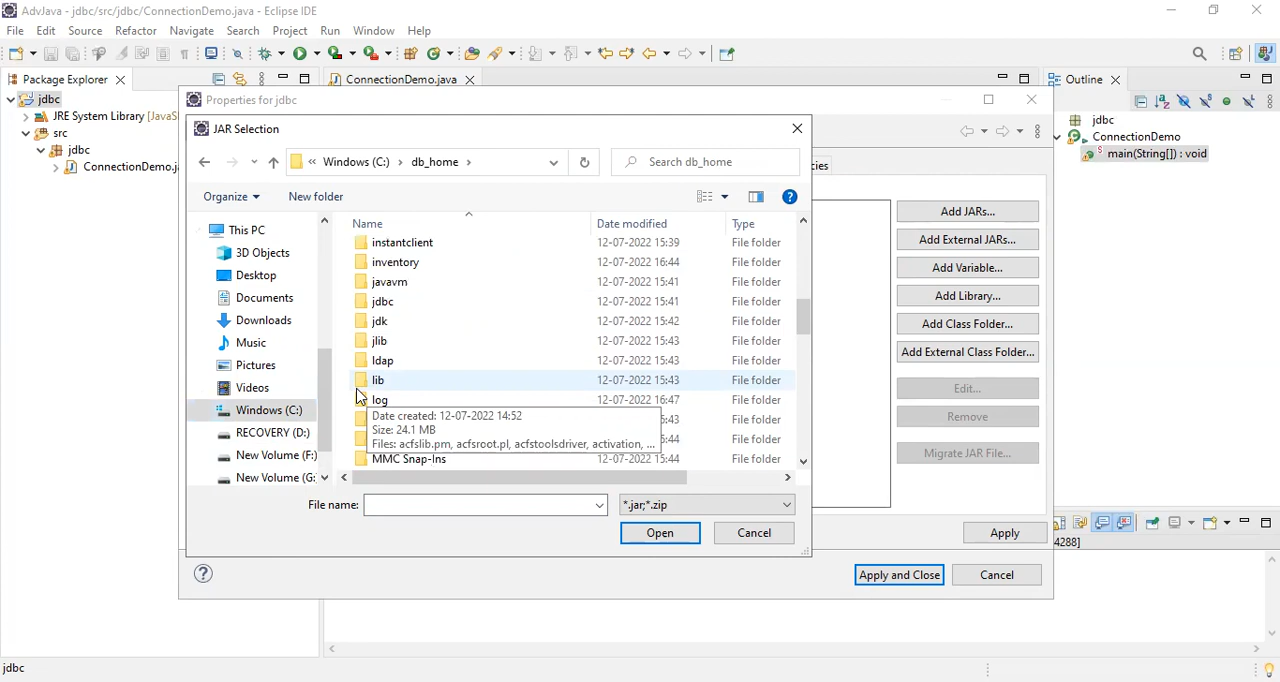 AdvJava - jdbc/src/jdbc/ConnectionDemo.java - Eclipse IDE
File Edit Source Refactor Navigate Search Project Run Window Help
Package Explorer
ConnectionDemo.java
Outline
jdbc
JRE System Library [JavaS
src
jdbc
ConnectionDemo.ja
jdbc
ConnectionDemo
main(String[]) : void
Properties for jdbc
JAR Selection
« Windows (C:) › db_home ›
Search db_home
Organize
New folder
Name Date modified Type
This PC
3D Objects
Desktop
Documents
Downloads
Music
Pictures
Videos
Windows (C:)
RECOVERY (D:)
New Volume (F:)
New Volume (G:
instantclient 12-07-2022 15:39 File folder
inventory 12-07-2022 16:44 File folder
javavm 12-07-2022 15:41 File folder
jdbc 12-07-2022 15:41 File folder
jdk 12-07-2022 15:42 File folder
jlib 12-07-2022 15:43 File folder
ldap 12-07-2022 15:43 File folder
lib 12-07-2022 15:43 File folder
log 12-07-2022 16:47 File folder
5:43 File folder
5:44 File folder
MMC Snap-Ins 12-07-2022 15:44 File folder
Date created: 12-07-2022 14:52
Size: 24.1 MB
Files: acfslib.pm, acfsroot.pl, acfstoolsdriver, activation, ...
File name:
*.jar;*.zip
Open
Cancel
cies
Add JARs...
Add External JARs...
Add Variable...
Add Library...
Add Class Folder...
Add External Class Folder...
Edit...
Remove
Migrate JAR File...
Apply
Apply and Close
Cancel
4288]
jdbc